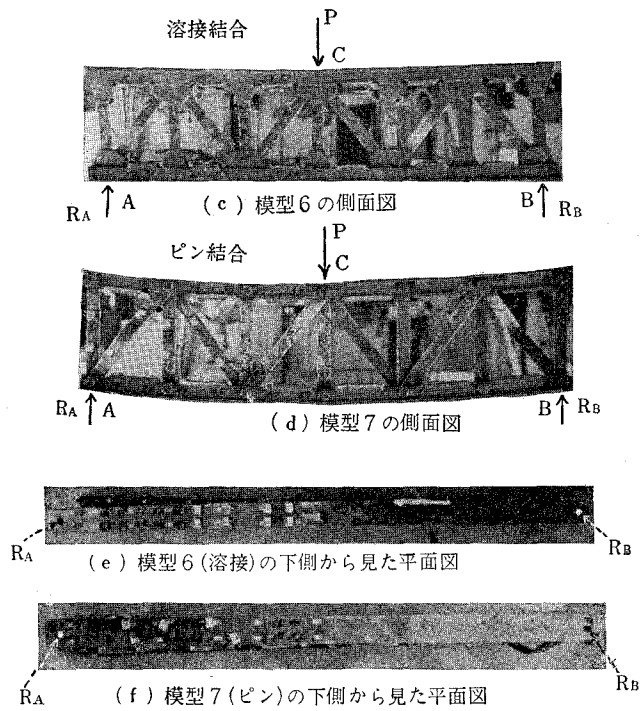 溶接結合
P
C
RA
A
B
RB
(c) 模型6の側面図
ピン結合
P
C
RA
A
B
RB
(d) 模型7の側面図
RA
RB
(e) 模型6(溶接)の下側から見た平面図
RA
RB
(f) 模型7(ピン)の下側から見た平面図